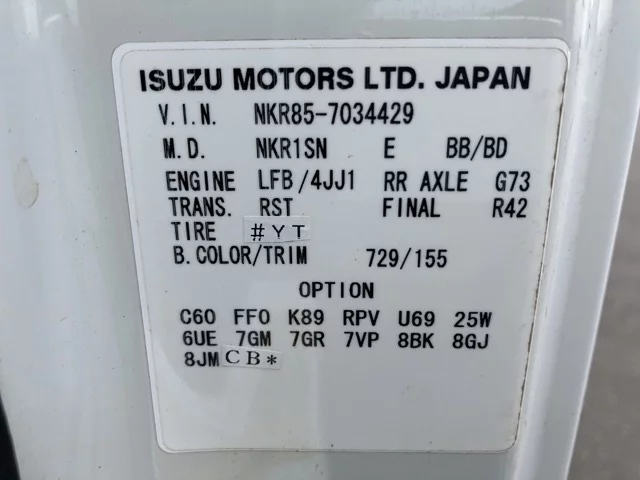 ISUZU MOTORS LTD. JAPAN
V.I.N. NKR85-7034429
M.D. NKR1SN E BB/BD
ENGINE LFB/4JJ1 RR AXLE G73
TRANS. RST FINAL R42
TIRE #YT
B.COLOR/TRIM 729/155
OPTION
C60 FF0 K89 RPV U69 25W
6UE 7GM 7GR 7VP 8BK 8GJ
8JM CB*